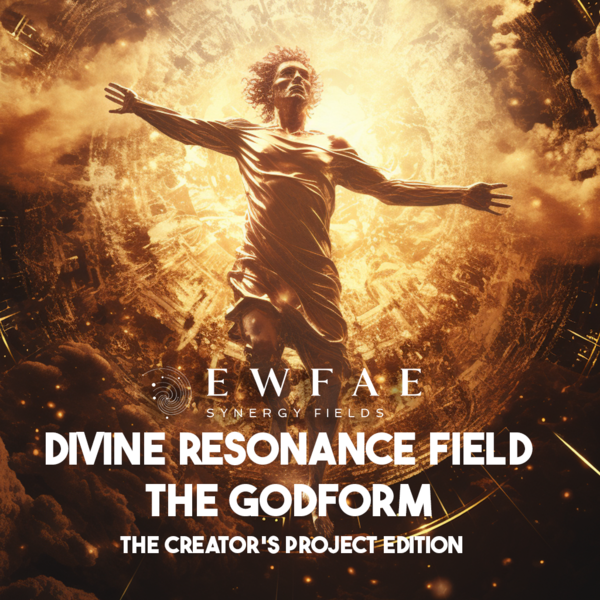 EWFAE
SYNERGY FIELDS
DIVINE RESONANCE FIELD
THE GODFORM
THE CREATOR'S PROJECT EDITION